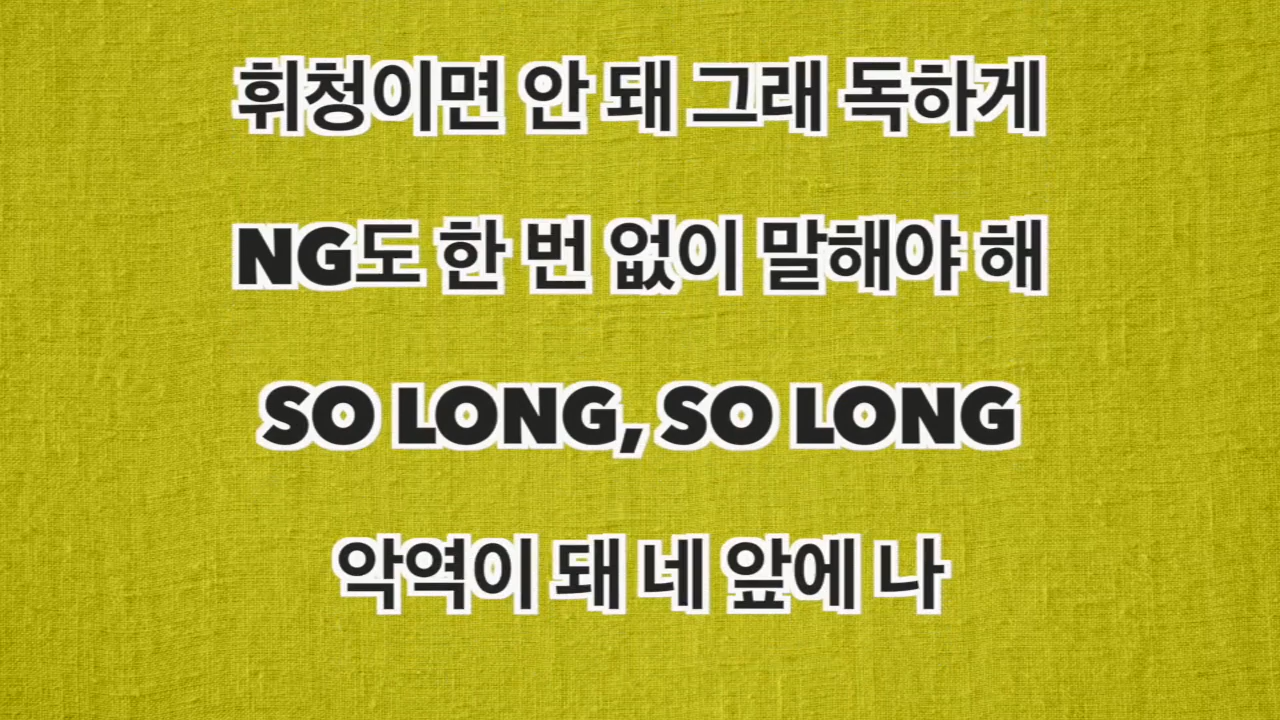 휘청이면 안 돼 그래 독하게
NG도 한 번 없이 말해야 해
SO LONG, SO LONG
악역이 돼 네 앞에 나